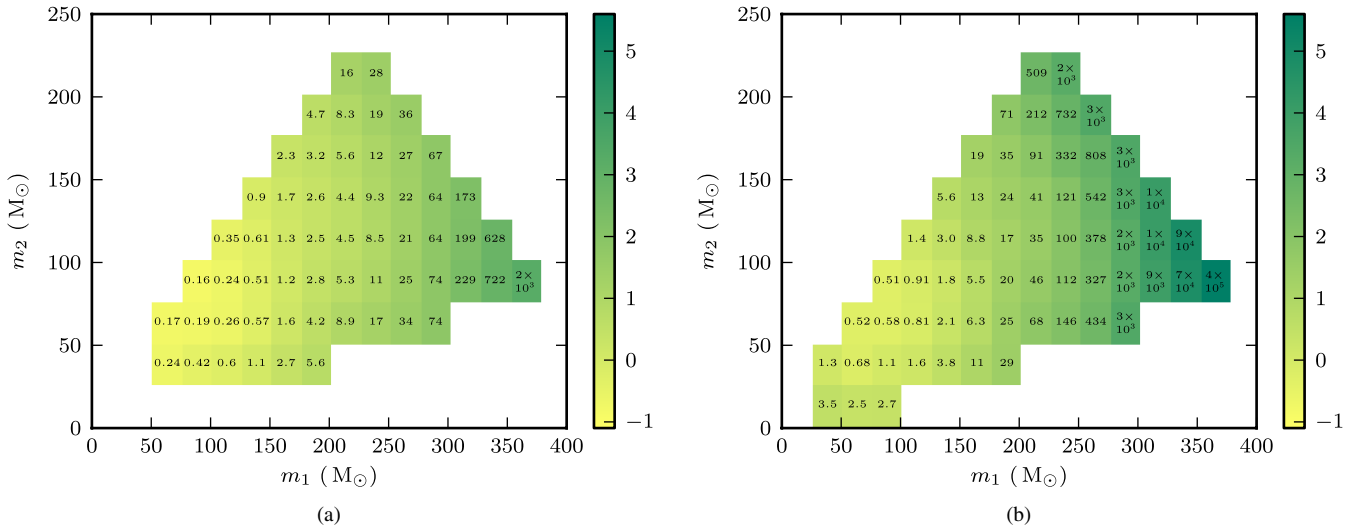 250
200
150
100
50
0
m₂ ( M⊙ )
16 28
4.7 8.3 19 36
2.3 3.2 5.6 12 27 67
0.9 1.7 2.6 4.4 9.3 22 64 173
0.35 0.61 1.3 2.5 4.5 8.5 21 64 199 628
0.16 0.24 0.51 1.2 2.8 5.3 11 25 74 229 722 2× 10³
0.17 0.19 0.26 0.57 1.6 4.2 8.9 17 34 74
0.24 0.42 0.6 1.1 2.7 5.6
0 50 100 150 200 250 300 350 400
m₁ ( M⊙ )
5
4
3
2
1
0
−1
(a)
250
200
150
100
50
0
m₂ ( M⊙ )
509 2× 10³
71 212 732 3× 10³
19 35 91 332 808 3× 10³
5.6 13 24 41 121 542 3× 10³ 1× 10⁴
1.4 3.0 8.8 17 35 100 378 2× 10³ 1× 10⁴ 9× 10⁴
0.51 0.91 1.8 5.5 20 46 112 327 2× 10³ 9× 10³ 7× 10⁴ 4× 10⁵
0.52 0.58 0.81 2.1 6.3 25 68 146 434 3× 10³
1.3 0.68 1.1 1.6 3.8 11 29
3.5 2.5 2.7
0 50 100 150 200 250 300 350 400
m₁ ( M⊙ )
5
4
3
2
1
0
−1
(b)